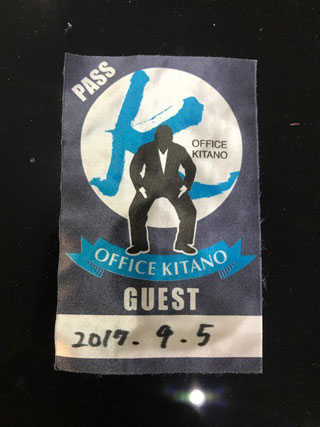 PASS
K
OFFICE
KITANO
OFFICE KITANO
GUEST
2017. 9. 5